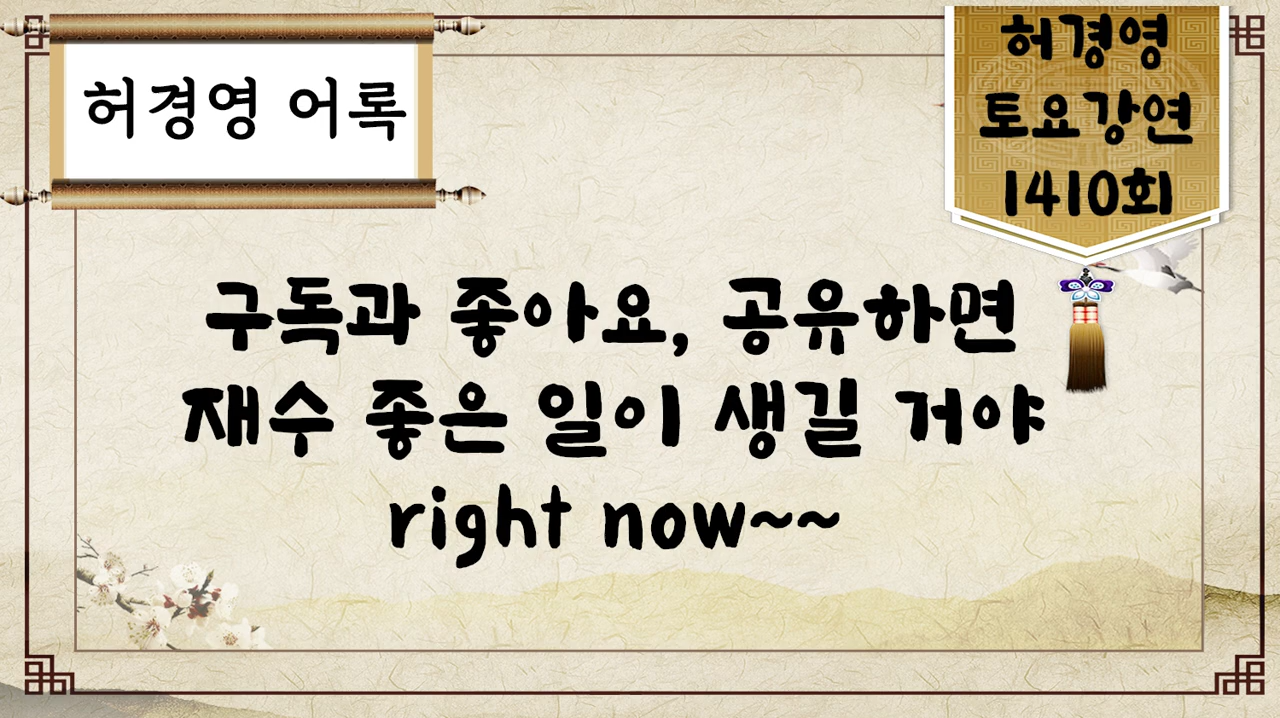 허경영 어록
허경영
토요강연
1410회
구독과 좋아요, 공유하면
재수 좋은 일이 생길 거야
right now~~